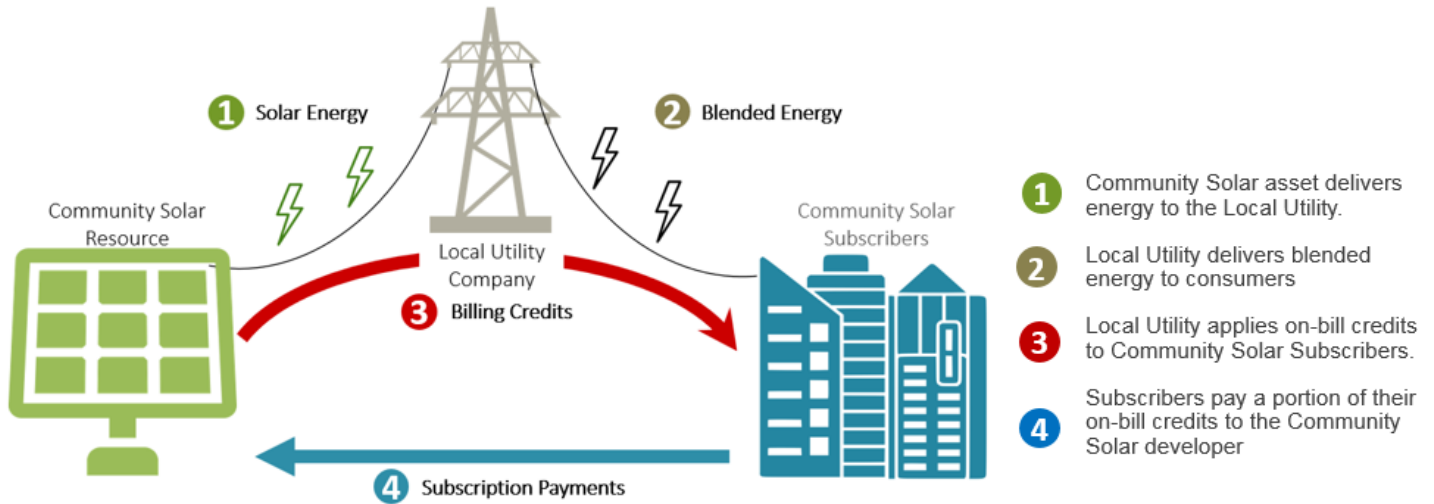 1 Solar Energy
2 Blended Energy
Community Solar
Resource
Local Utility
Company
3 Billing Credits
Community Solar
Subscribers
4 Subscription Payments
1 Community Solar asset delivers
energy to the Local Utility.
2 Local Utility delivers blended
energy to consumers
3 Local Utility applies on-bill credits
to Community Solar Subscribers.
4 Subscribers pay a portion of their
on-bill credits to the Community
Solar developer